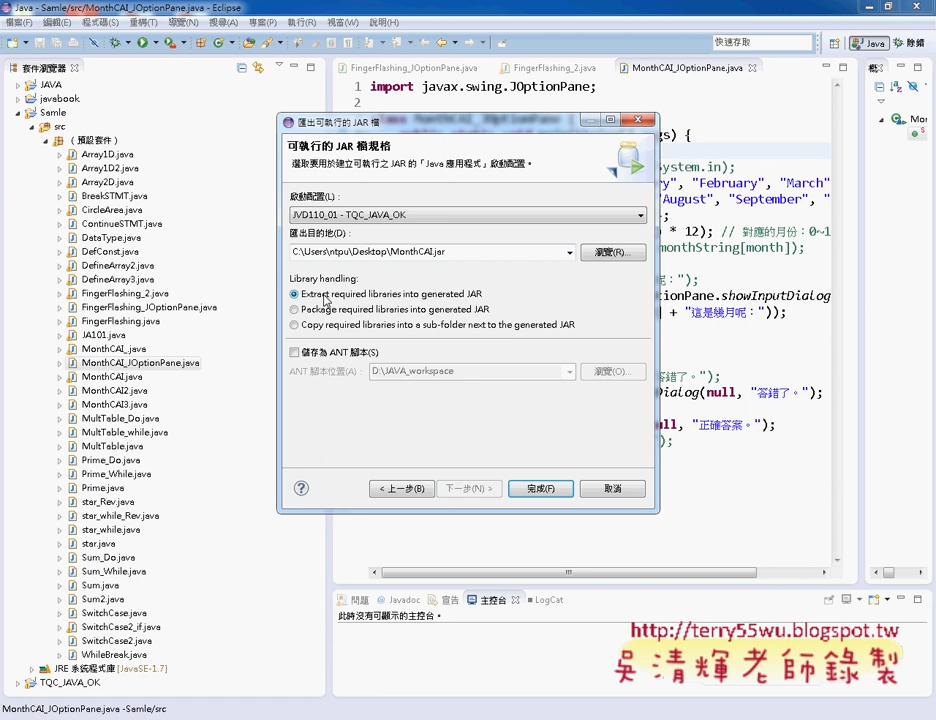 Java - Samle/src/MonthCAI_JOptionPane.java - Eclipse
檔案(F) 編輯(E) 程式碼(S) 重構(T) 導覽(N) 搜尋(A) 專案(P) 執行(R) 視窗(W) 說明(H)
快速存取
Java
除錯
套件瀏覽器
JAVA
javabook
Samle
src
(預設套件)
Array1D.java
Array1D2.java
Array2D.java
BreakSTMT.java
CircleArea.java
ContinueSTMT.java
DataType.java
DefConst.java
DefineArray2.java
DefineArray3.java
FingerFlashing_2.java
FingerFlashing_JOptionPane.java
FingerFlashing.java
JA101.java
MonthCAI_.java
MonthCAI_JOptionPane.java
MonthCAI.java
MonthCAI2.java
MonthCAI3.java
MultTable_Do.java
MultTable_while.java
MultTable.java
Prime_Do.java
Prime_While.java
Prime.java
star_Rev.java
star_while_Rev.java
star_while.java
star.java
Sum_Do.java
Sum_While.java
Sum.java
Sum2.java
SwitchCase.java
SwitchCase2_if.java
SwitchCase2.java
WhileBreak.java
JRE 系統程式庫 [JavaSE-1.7]
TQC_JAVA_OK
FingerFlashing_JOptionPane.java
FingerFlashing_2.java
MonthCAI_JOptionPane.java
1 import javax.swing.JOptionPane;
2
gs) {
System.in);
ry", "February", "March"
"August", "September", "
;
m * 12); // 對應的月份:0~1
monthString[month]);
呢:");
tionPane.showInputDialog
] + "這是幾月呢:"));
答錯了。");
Dialog(null, "答錯了。");
ull, "正確答案。");
);
匯出可執行的 JAR 檔
可執行的 JAR 檔規格
選取要用於建立可執行之 JAR 的「Java 應用程式」啟動配置。
啟動配置(L):
JVD110_01 - TQC_JAVA_OK
匯出目的地(D):
C:\Users\ntpu\Desktop\MonthCAI.jar
瀏覽(R)...
Library handling:
Extract required libraries into generated JAR
Package required libraries into generated JAR
Copy required libraries into a sub-folder next to the generated JAR
儲存為 ANT 腳本(S)
ANT 腳本位置(A):
D:\JAVA_workspace
瀏覽(O)...
< 上一步(B)
下一步(N) >
完成(F)
取消
概
Mor
問題
Javadoc
宣告
主控台
LogCat
此時沒有可顯示的主控台。
http://terry55wu.blogspot.tw
吳清輝老師錄製
MonthCAI_JOptionPane.java - Samle/src